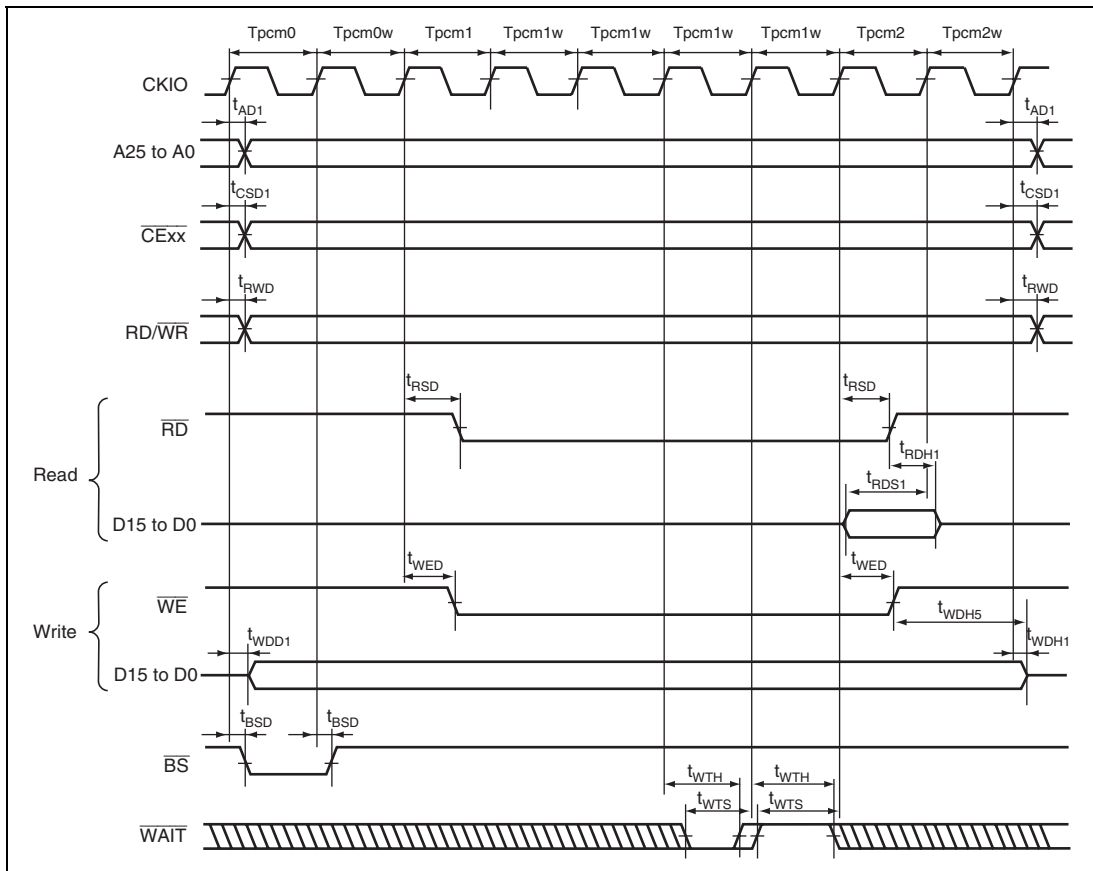 Tpcm0 Tpcm0w Tpcm1 Tpcm1w Tpcm1w Tpcm1w Tpcm1w Tpcm2 Tpcm2w
CKIO
tAD1 tAD1
A25 to A0
tCSD1 tCSD1
CExx
tRWD tRWD
RD/WR
tRSD tRSD
RD
tRDH1
Read
tRDS1
D15 to D0
tWED tWED
WE
tWDH5
Write
tWDD1 tWDH1
D15 to D0
tBSD tBSD
BS
tWTH tWTH
tWTS tWTS
WAIT